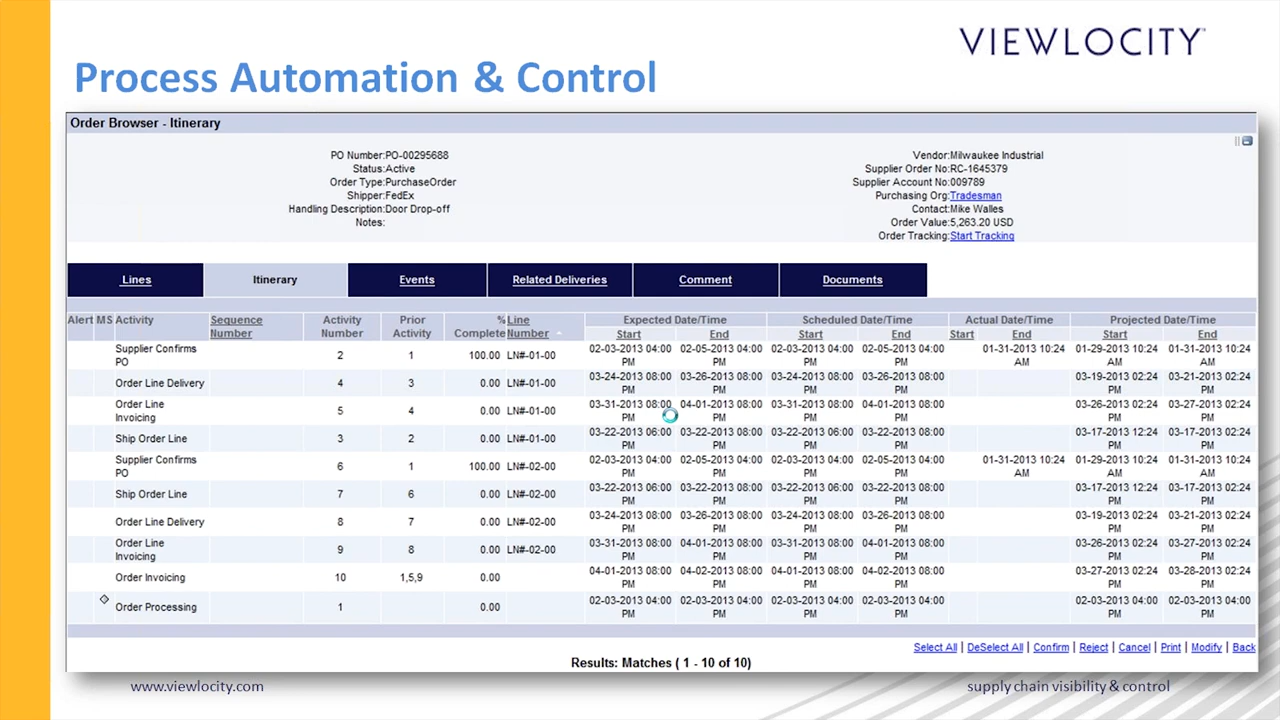 VIEWLOCITY™
Process Automation & Control
Order Browser - Itinerary
PO Number:PO-00295688
Status:Active
Order Type:PurchaseOrder
Shipper:FedEx
Handling Description:Door Drop-off
Notes:
Vendor:Milwaukee Industrial
Supplier Order No:RC-1645379
Supplier Account No:009789
Purchasing Org:Tradesman
Contact:Mike Walles
Order Value:5,263.20 USD
Order Tracking:Start Tracking
Lines Itinerary Events Related Deliveries Comment Documents
Alert MS Activity Sequence Number Activity Number Prior Activity % Complete Line Number Expected Date/Time Scheduled Date/Time Actual Date/Time Projected Date/Time
Start End Start End Start End Start End
Supplier Confirms PO 2 1 100.00 LN#-01-00 02-03-2013 04:00 PM 02-05-2013 04:00 PM 02-03-2013 04:00 PM 02-05-2013 04:00 PM 01-31-2013 10:24 AM 01-29-2013 10:24 AM 01-31-2013 10:24 AM
Order Line Delivery 4 3 0.00 LN#-01-00 03-24-2013 08:00 PM 03-26-2013 08:00 PM 03-24-2013 08:00 PM 03-26-2013 08:00 PM 03-19-2013 02:24 PM 03-21-2013 02:24 PM
Order Line Invoicing 5 4 0.00 LN#-01-00 03-31-2013 08:00 PM 04-01-2013 08:00 PM 03-31-2013 08:00 PM 04-01-2013 08:00 PM 03-26-2013 02:24 PM 03-27-2013 02:24 PM
Ship Order Line 3 2 0.00 LN#-01-00 03-22-2013 06:00 PM 03-22-2013 08:00 PM 03-22-2013 06:00 PM 03-22-2013 08:00 PM 03-17-2013 12:24 PM 03-17-2013 02:24 PM
Supplier Confirms PO 6 1 100.00 LN#-02-00 02-03-2013 04:00 PM 02-05-2013 04:00 PM 02-03-2013 04:00 PM 02-05-2013 04:00 PM 01-31-2013 10:24 AM 01-29-2013 10:24 AM 01-31-2013 10:24 AM
Ship Order Line 7 6 0.00 LN#-02-00 03-22-2013 06:00 PM 03-22-2013 08:00 PM 03-22-2013 06:00 PM 03-22-2013 08:00 PM 03-17-2013 12:24 PM 03-17-2013 02:24 PM
Order Line Delivery 8 7 0.00 LN#-02-00 03-24-2013 08:00 PM 03-26-2013 08:00 PM 03-24-2013 08:00 PM 03-26-2013 08:00 PM 03-19-2013 02:24 PM 03-21-2013 02:24 PM
Order Line Invoicing 9 8 0.00 LN#-02-00 03-31-2013 08:00 PM 04-01-2013 08:00 PM 03-31-2013 08:00 PM 04-01-2013 08:00 PM 03-26-2013 02:24 PM 03-27-2013 02:24 PM
Order Invoicing 10 1,5,9 0.00 04-01-2013 08:00 PM 04-02-2013 08:00 PM 04-01-2013 08:00 PM 04-02-2013 08:00 PM 03-27-2013 02:24 PM 03-28-2013 02:24 PM
Order Processing 1 0.00 02-03-2013 04:00 PM 02-03-2013 04:00 PM 02-03-2013 04:00 PM 02-03-2013 04:00 PM 02-03-2013 04:00 PM 02-03-2013 04:00 PM
Select All | DeSelect All | Confirm | Reject | Cancel | Print | Modify | Back
Results: Matches ( 1 - 10 of 10)
www.viewlocity.com
supply chain visibility & control